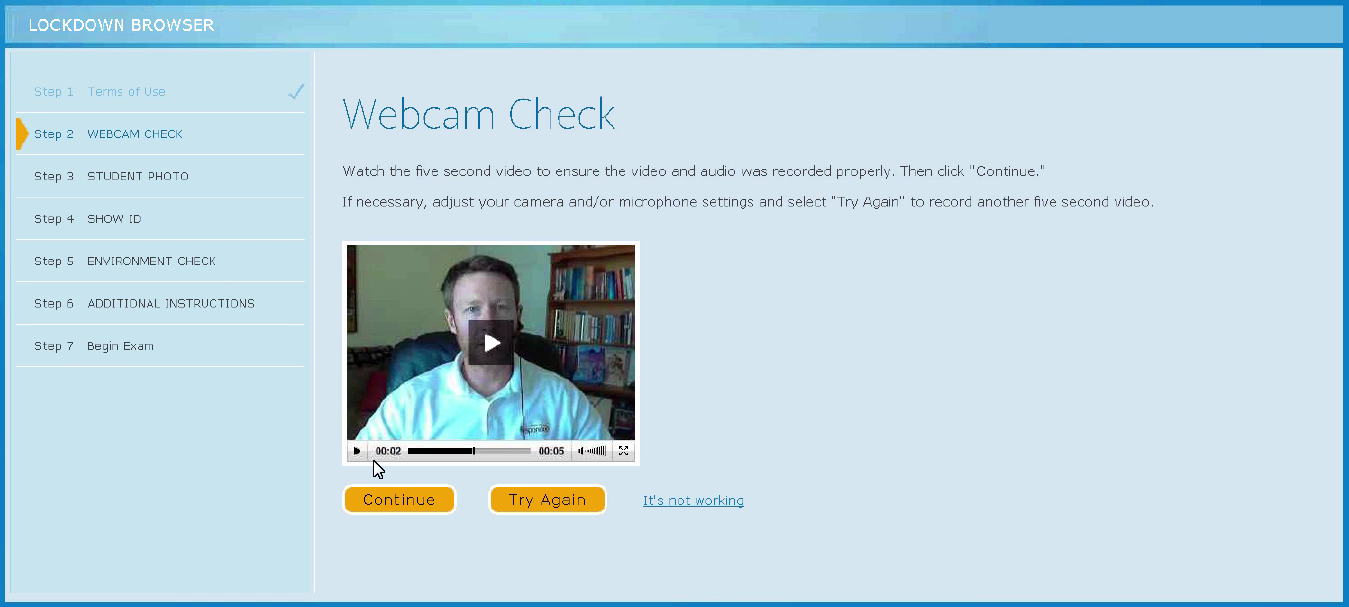 LOCKDOWN BROWSER
Step 1 Terms of Use
Step 2 WEBCAM CHECK
Step 3 STUDENT PHOTO
Step 4 SHOW ID
Step 5 ENVIRONMENT CHECK
Step 6 ADDITIONAL INSTRUCTIONS
Step 7 Begin Exam
Webcam Check
Watch the five second video to ensure the video and audio was recorded properly. Then click "Continue."
If necessary, adjust your camera and/or microphone settings and select "Try Again" to record another five second video.
00:02 00:05
Continue Try Again It's not working